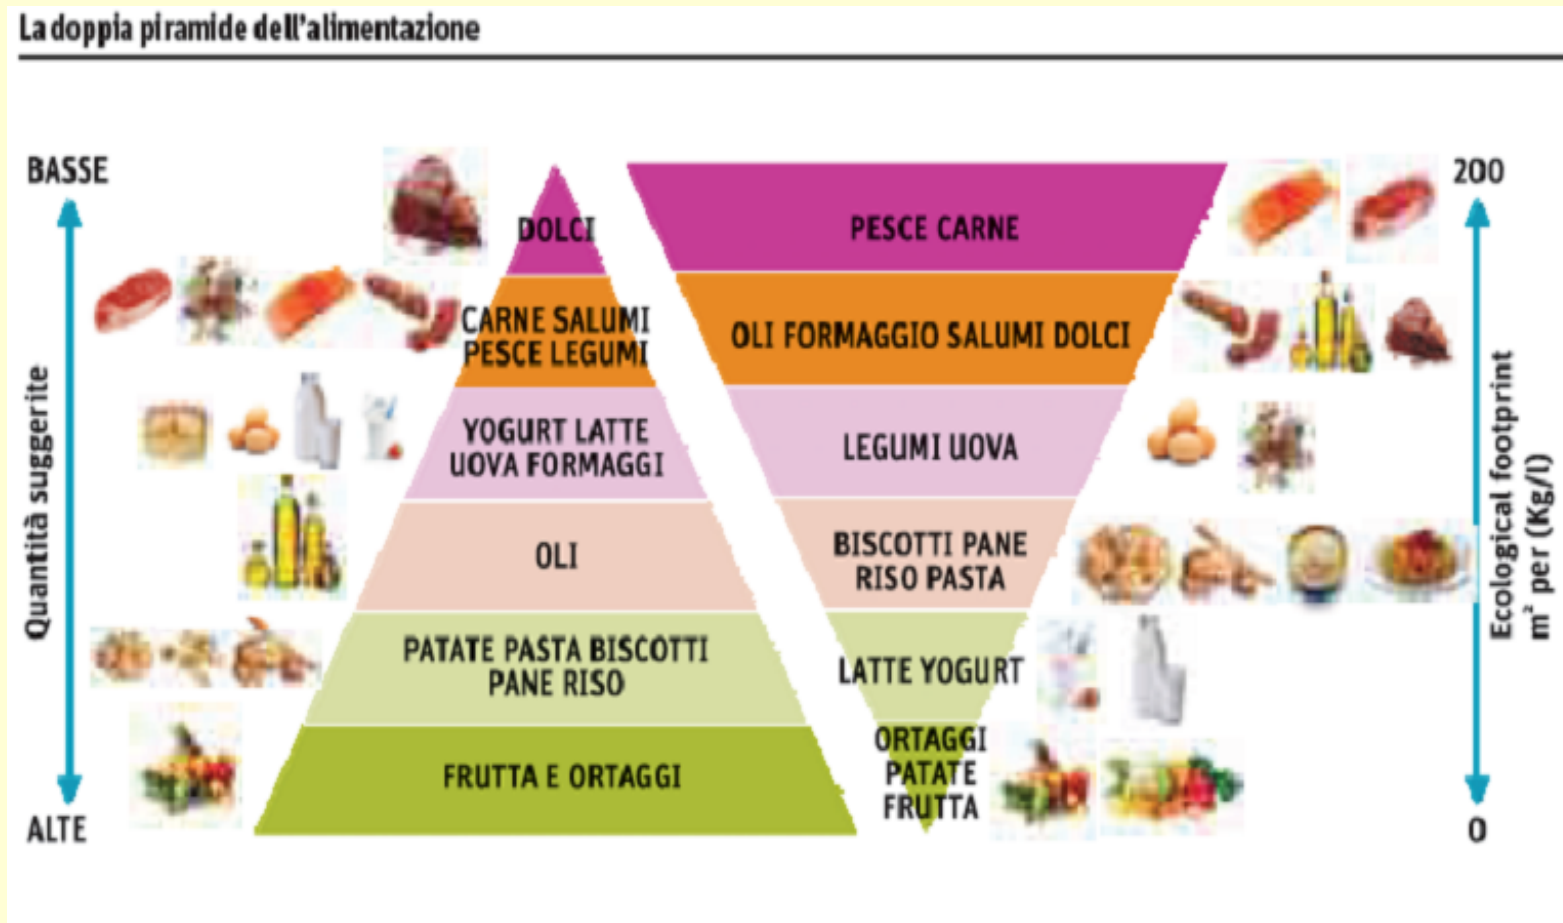 La doppia piramide dell'alimentazione
BASSE
Quantità suggerite
ALTE
DOLCI
CARNE SALUMI
PESCE LEGUMI
YOGURT LATTE
UOVA FORMAGGI
OLI
PATATE PASTA BISCOTTI
PANE RISO
FRUTTA E ORTAGGI
PESCE CARNE
OLI FORMAGGIO SALUMI DOLCI
LEGUMI UOVA
BISCOTTI PANE
RISO PASTA
LATTE YOGURT
ORTAGGI
PATATE
FRUTTA
200
Ecological footprint
m² per (Kg/l)
0